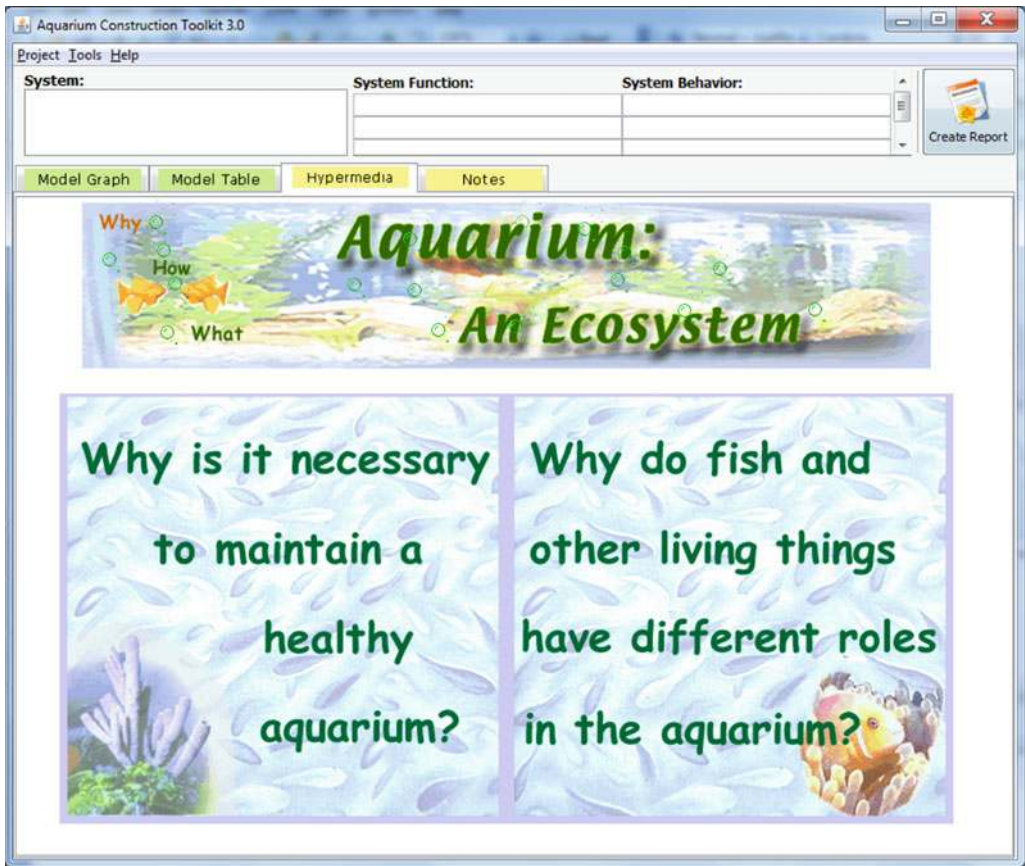 Aquarium Construction Toolkit 3.0
Project Tools Help
System: System Function: System Behavior:
Create Report
Model Graph Model Table Hypermedia Notes
Why
How
What
Aquarium:
An Ecosystem
Why is it necessary
to maintain a
healthy
aquarium?
Why do fish and
other living things
have different roles
in the aquarium?